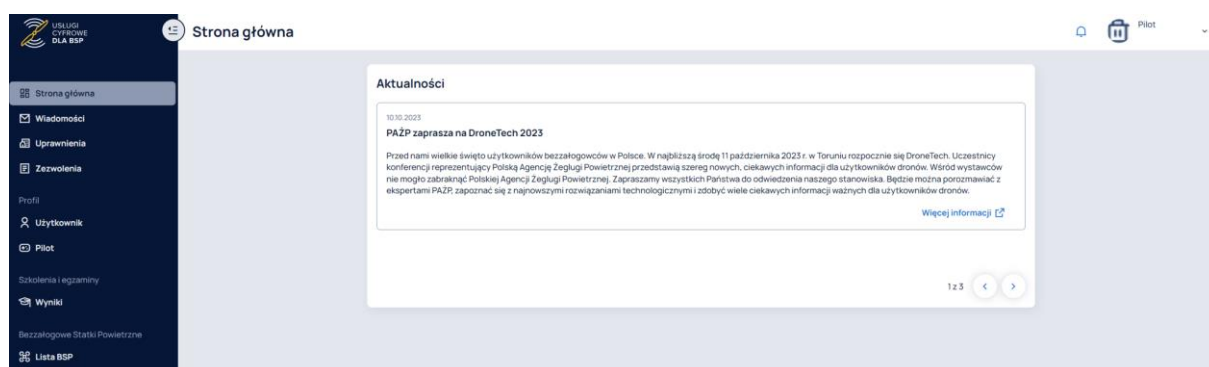 USŁUGI
CYFROWE
DLA BSP
Strona główna
Pilot
Strona główna
Wiadomości
Uprawnienia
Zezwolenia
Profil
Użytkownik
Pilot
Szkolenia i egzaminy
Wyniki
Bezzałogowe Statki Powietrzne
Lista BSP
Aktualności
10.10.2023
PAŻP zaprasza na DroneTech 2023
Przed nami wielkie święto użytkowników bezzałogowców w Polsce. W najbliższą środę 11 października 2023 r. w Toruniu rozpocznie się DroneTech. Uczestnicy
konferencji reprezentujący Polską Agencję Żeglugi Powietrznej przedstawią szereg nowych, ciekawych informacji dla użytkowników dronów. Wśród wystawców
nie mogło zabraknąć Polskiej Agencji Żeglugi Powietrznej. Zapraszamy wszystkich Państwa do odwiedzenia naszego stanowiska. Będzie można porozmawiać z
ekspertami PAŻP, zapoznać się z najnowszymi rozwiązaniami technologicznymi i zdobyć wiele ciekawych informacji ważnych dla użytkowników dronów.
Więcej informacji
1 z 3